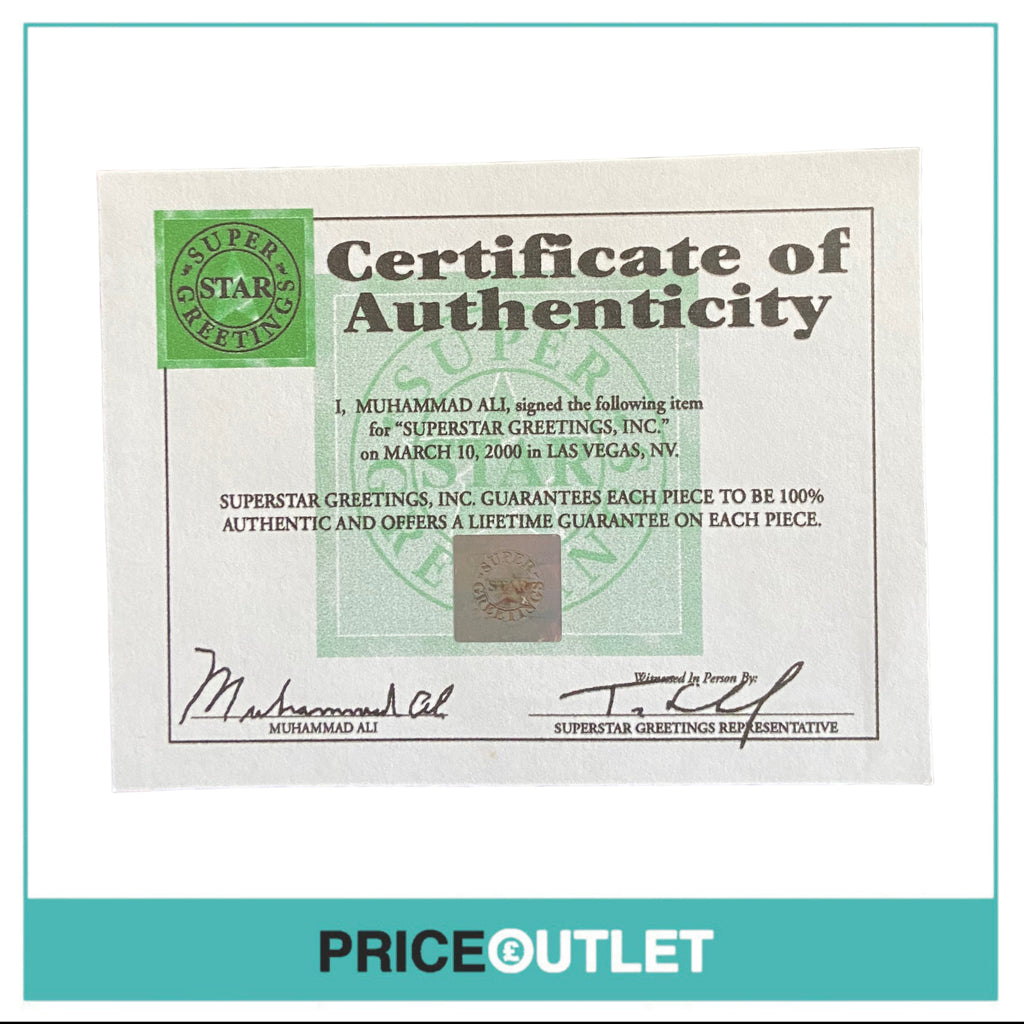 SUPER
STAR
GREETINGS
Certificate of
Authenticity
SUPER
STAR
GREETINGS
I, MUHAMMAD ALI, signed the following item
for “SUPERSTAR GREETINGS, INC.”
on MARCH 10, 2000 in LAS VEGAS, NV.
SUPERSTAR GREETINGS, INC. GUARANTEES EACH PIECE TO BE 100%
AUTHENTIC AND OFFERS A LIFETIME GUARANTEE ON EACH PIECE.
SUPER
STAR
GREETINGS
Muhammad Ali
MUHAMMAD ALI
Witnessed In Person By:
SUPERSTAR GREETINGS REPRESENTATIVE
PRICE£OUTLET